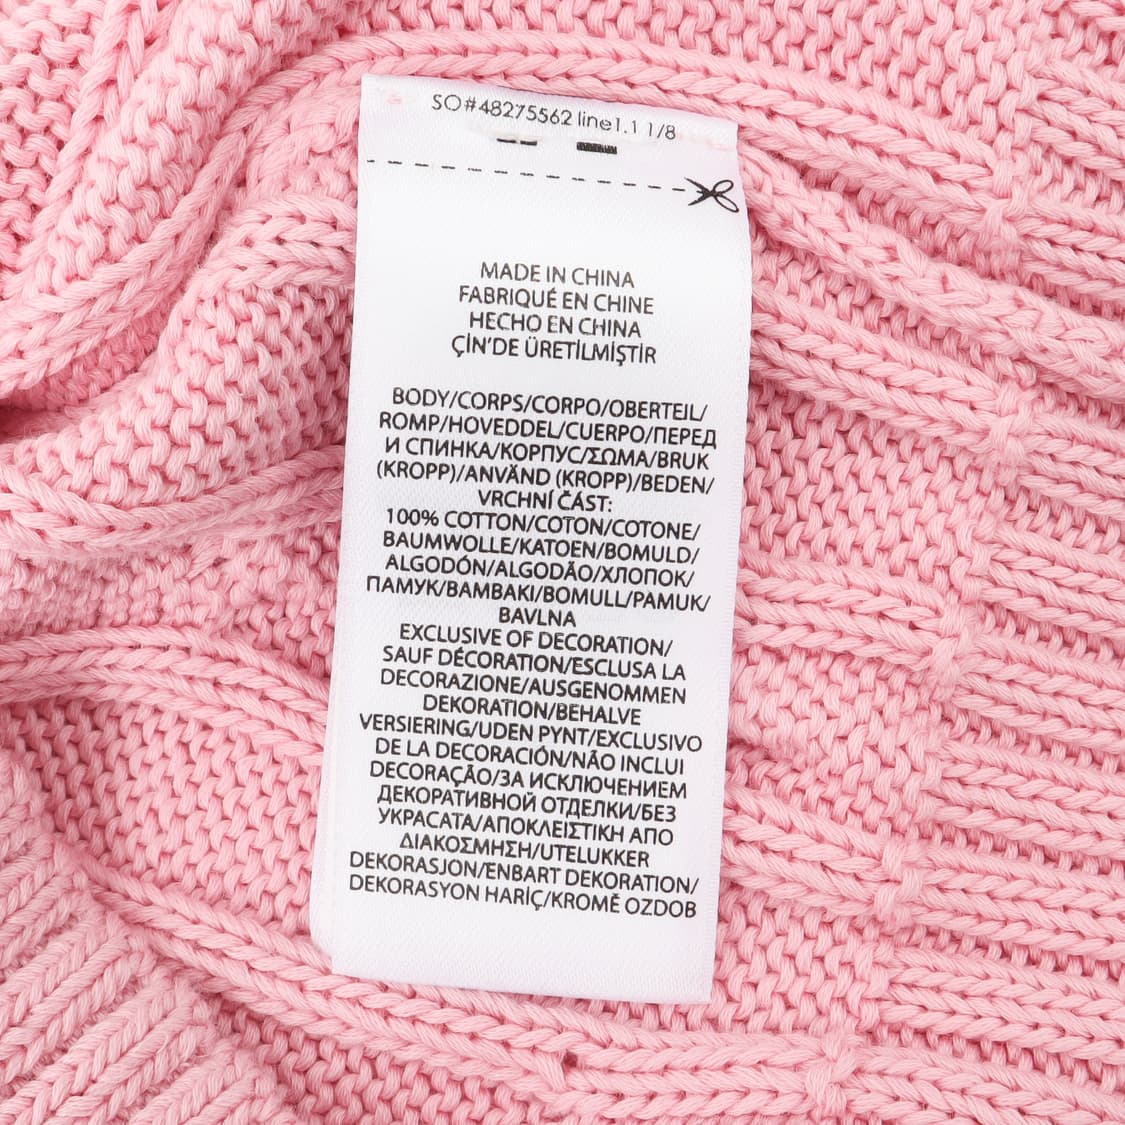 SO#48275562 line1.1 1/8
MADE IN CHINA
FABRIQUÉ EN CHINE
HECHO EN CHINA
ÇİN'DE ÜRETİLMİŞTİR
BODY/CORPS/CORPO/OBERTEIL/
ROMP/HOVEDDEL/CUERPO/ПЕРЕД
И СПИНКА/КОРПУС/ΣΩΜΑ/BRUK
(KROPP)/ANVÄND (KROPP)/BEDEN/
VRCHNÍ ČÁST:
100% COTTON/COTON/COTONE/
BAUMWOLLE/KATOEN/BOMULD/
ALGODÓN/ALGODÃO/ХЛОПОК/
ПАМУК/BAMBAKI/BOMULL/PAMUK/
BAVLNA
EXCLUSIVE OF DECORATION/
SAUF DÉCORATION/ESCLUSA LA
DECORAZIONE/AUSGENOMMEN
DEKORATION/BEHALVE
VERSIERING/UDEN PYNT/EXCLUSIVO
DE LA DECORACIÓN/NÃO INCLUI
DECORAÇÃO/ЗА ИСКЛЮЧЕНИЕМ
ДЕКОРАТИВНОЙ ОТДЕЛКИ/БЕЗ
УКРАСАТА/ΑΠΟΚΛΕΙΣΤΙΚΗ ΑΠΟ
ΔΙΑΚΟΣΜΗΣΗ/UTELUKKER
DEKORASJON/ENBART DEKORATION/
DEKORASYON HARİÇ/KROMĚ OZDOB